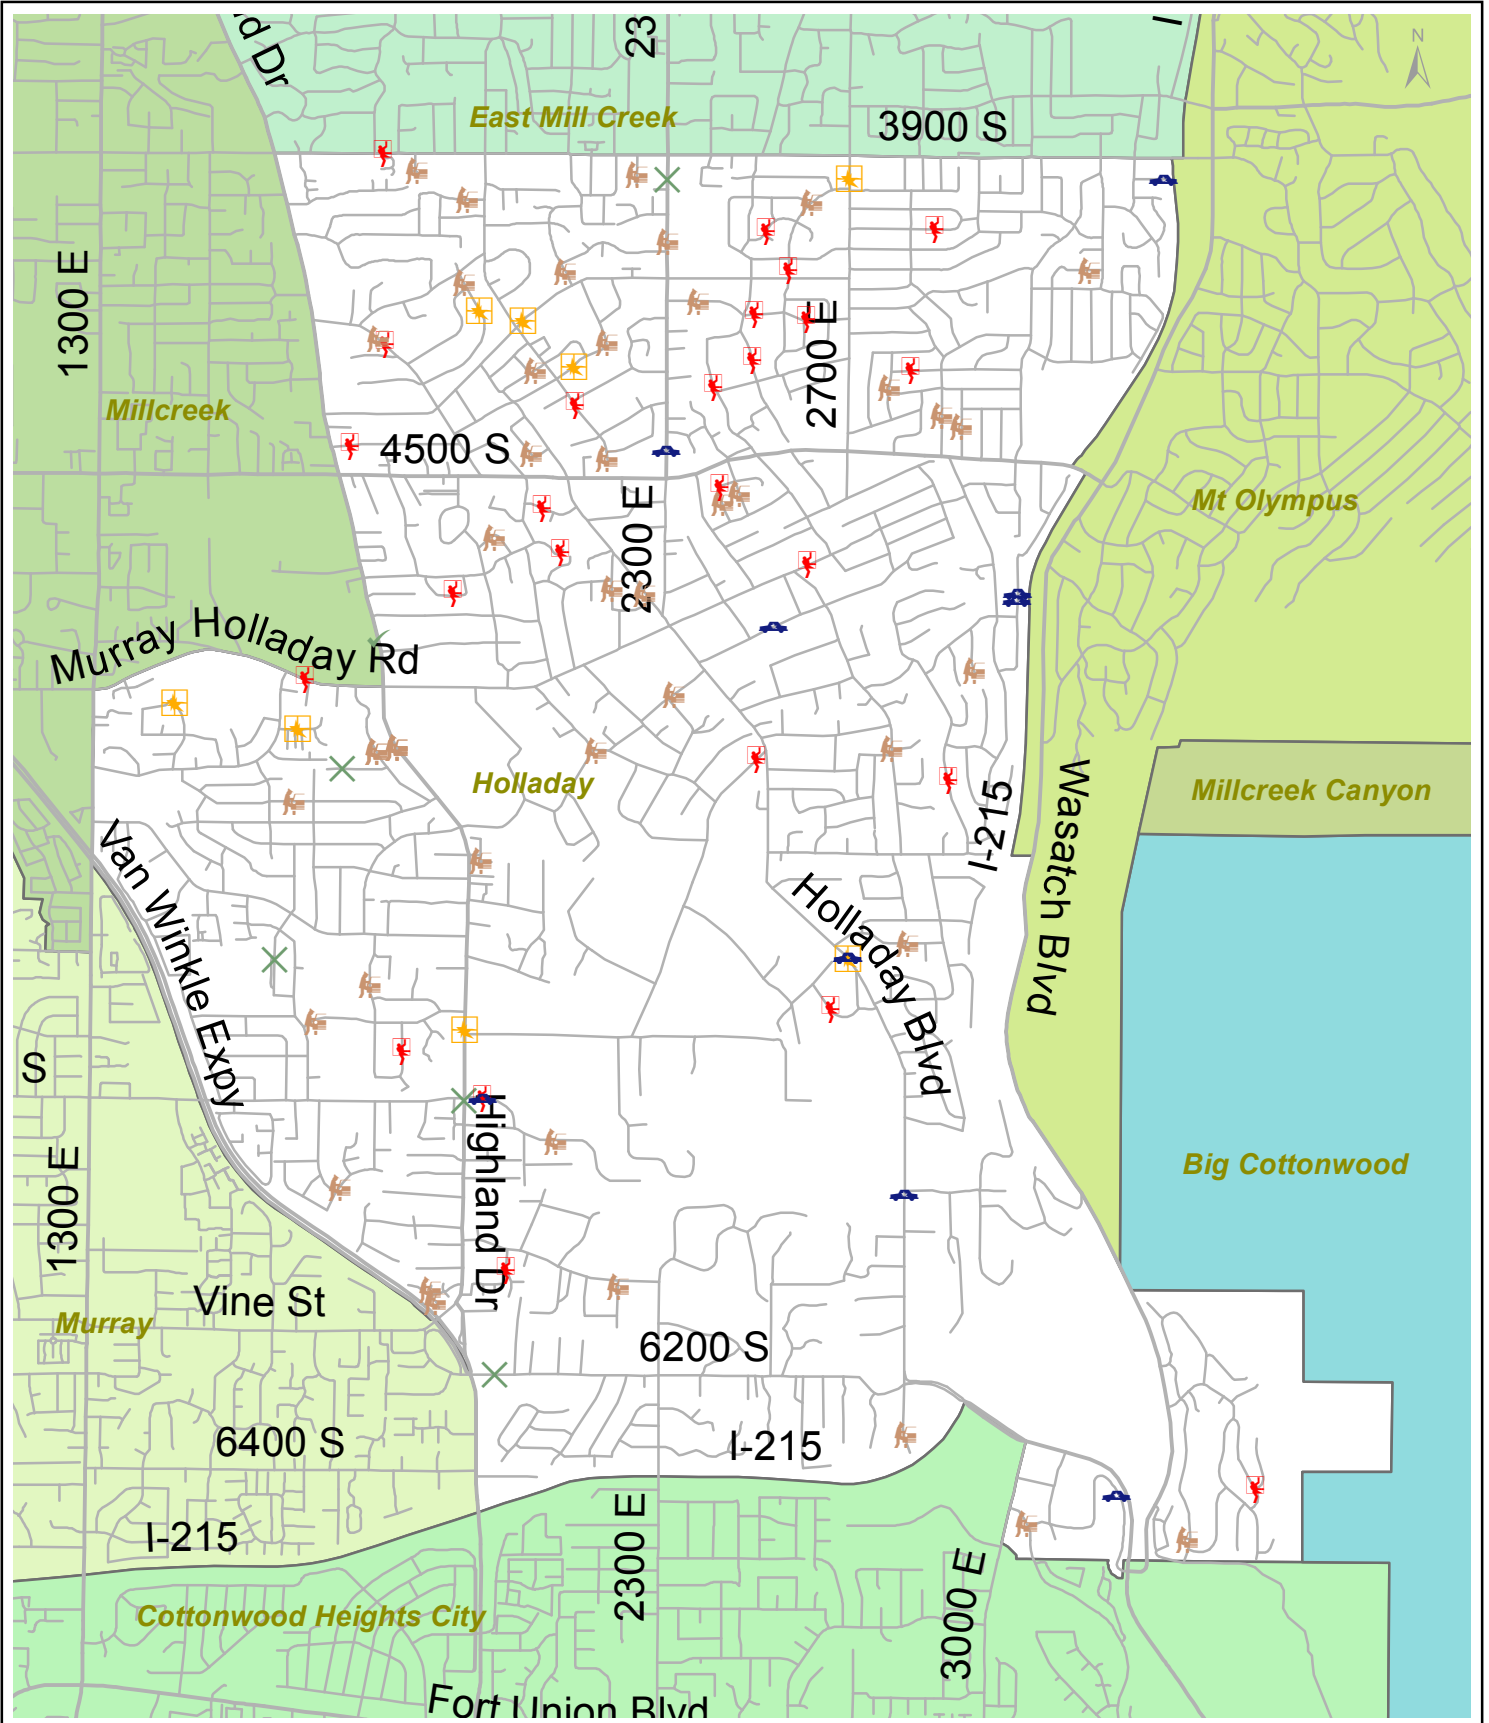 23
N
East Mill Creek
3900 S
1300 E
2700 E
Millcreek
4500 S
Mt Olympus
2300 E
Murray Holladay Rd
Holladay
Millcreek Canyon
I-215
Wasatch Blvd
Van Winkle Expy
Holladay Blvd
S
Highland Dr
Big Cottonwood
1300 E
Vine St
Murray
6200 S
6400 S
I-215
I-215
2300 E
3000 E
Cottonwood Heights City
Fort Union Blvd